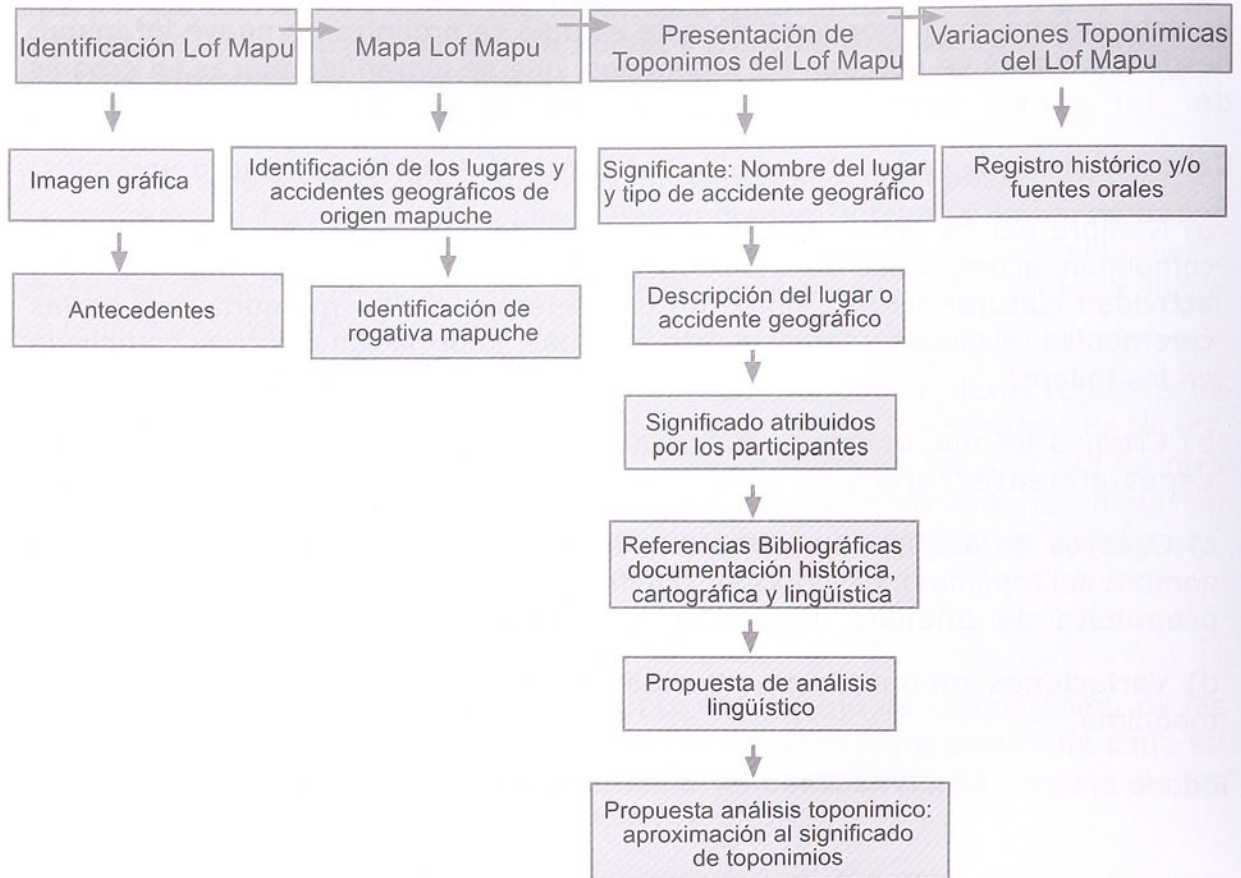 Identificación Lof Mapu
Mapa Lof Mapu
Presentación de
Toponimos del Lof Mapu
Variaciones Toponímicas
del Lof Mapu
Imagen gráfica
Antecedentes
Identificación de los lugares y
accidentes geográficos de
origen mapuche
Identificación de
rogativa mapuche
Significante: Nombre del lugar
y tipo de accidente geográfico
Descripción del lugar o
accidente geográfico
Significado atribuidos
por los participantes
Referencias Bibliográficas
documentación histórica,
cartográfica y lingüística
Propuesta de análisis
lingüístico
Propuesta análisis toponimico:
aproximación al significado
de toponimios
Registro histórico y/o
fuentes orales